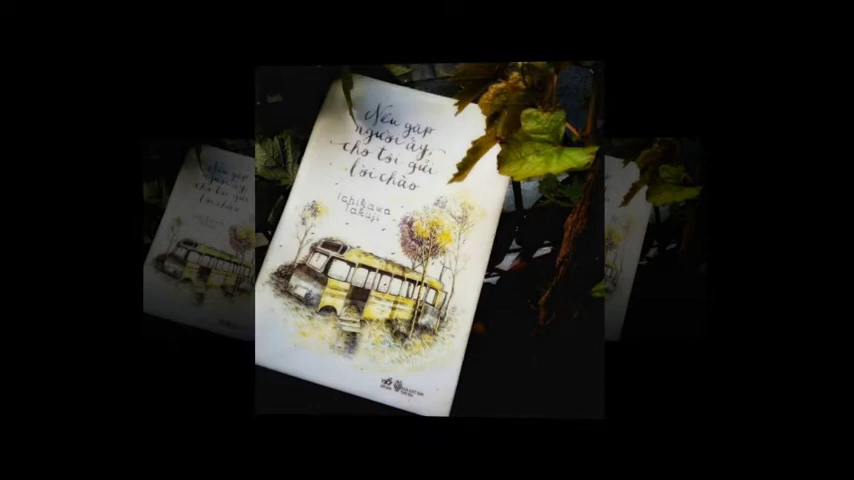 Nếu gặp
người ấy,
cho tôi gửi
lời chào
Ichikawa
Takuji